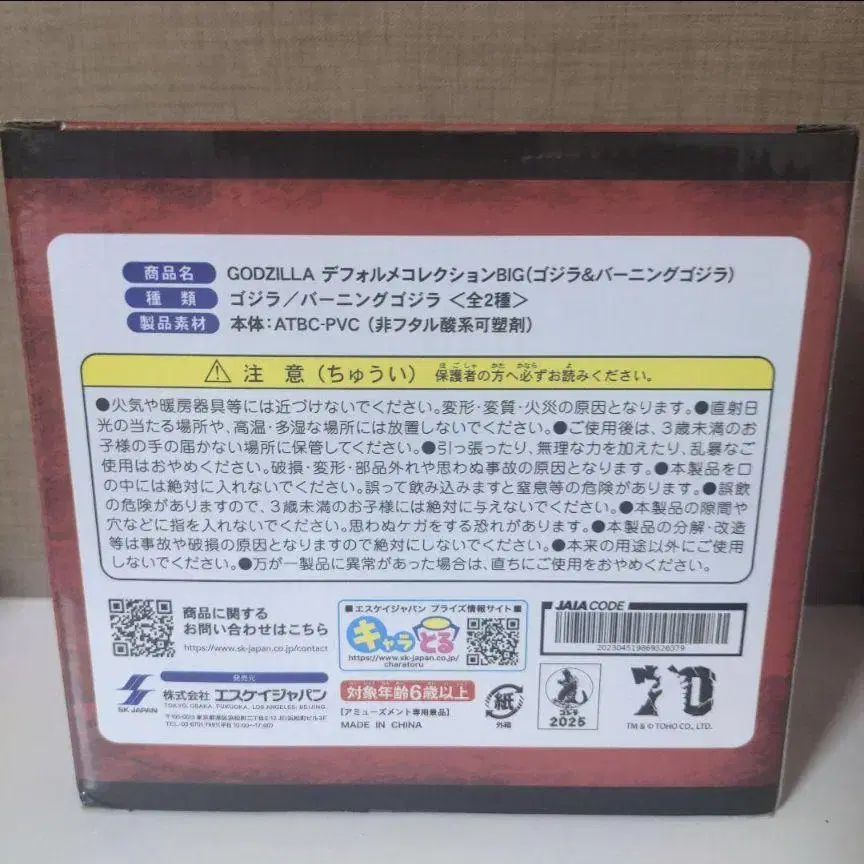 商品名 GODZILLA デフォルメコレクションBIG(ゴジラ&バーニングゴジラ)
種類 ゴジラ／バーニングゴジラ ＜全2種＞
製品素材 本体:ATBC-PVC (非フタル酸系可塑剤)
⚠ 注意(ちゅうい) 保護者の方へ必ずお読みください。
●火気や暖房器具等には近づけないでください。変形・変質・火災の原因となります。●直射日
光の当たる場所や、高温・多湿な場所には放置しないでください。●ご使用後は、3歳未満のお
子様の手の届かない場所に保管してください。●引っ張ったり、無理な力を加えたり、乱暴なご
使用はおやめください。破損・変形・部品外れや思わぬ事故の原因となります。●本製品を口
の中には絶対に入れないでください。誤って飲み込みますと窒息等の危険があります。●誤飲
の危険がありますので、3歳未満のお子様には絶対に与えないでください。●本製品の隙間や
穴などに指を入れないでください。思わぬケガをする恐れがあります。●本製品の分解・改造
等は事故や破損の原因となりますので絶対にしないでください。●本来の用途以外にご使用
しないでください。●万が一製品に異常があった場合は、直ちにご使用をおやめください。
商品に関する
お問い合わせはこちら
https://www.sk-japan.co.jp/contact
■エスケイジャパン プライズ情報サイト■
キャラとる
https://www.sk-japan.co.jp/
charatoru
JAIA CODE
SK JAPAN
発売元
株式会社 エスケイジャパン
TOKYO, OSAKA, FUKUOKA, LOS ANGELES, BEIJING
対象年齢6歳以上
[アミューズメント専用景品]
MADE IN CHINA
紙
外箱
ゴジラ
2025
TM & © TOHO CO., LTD.